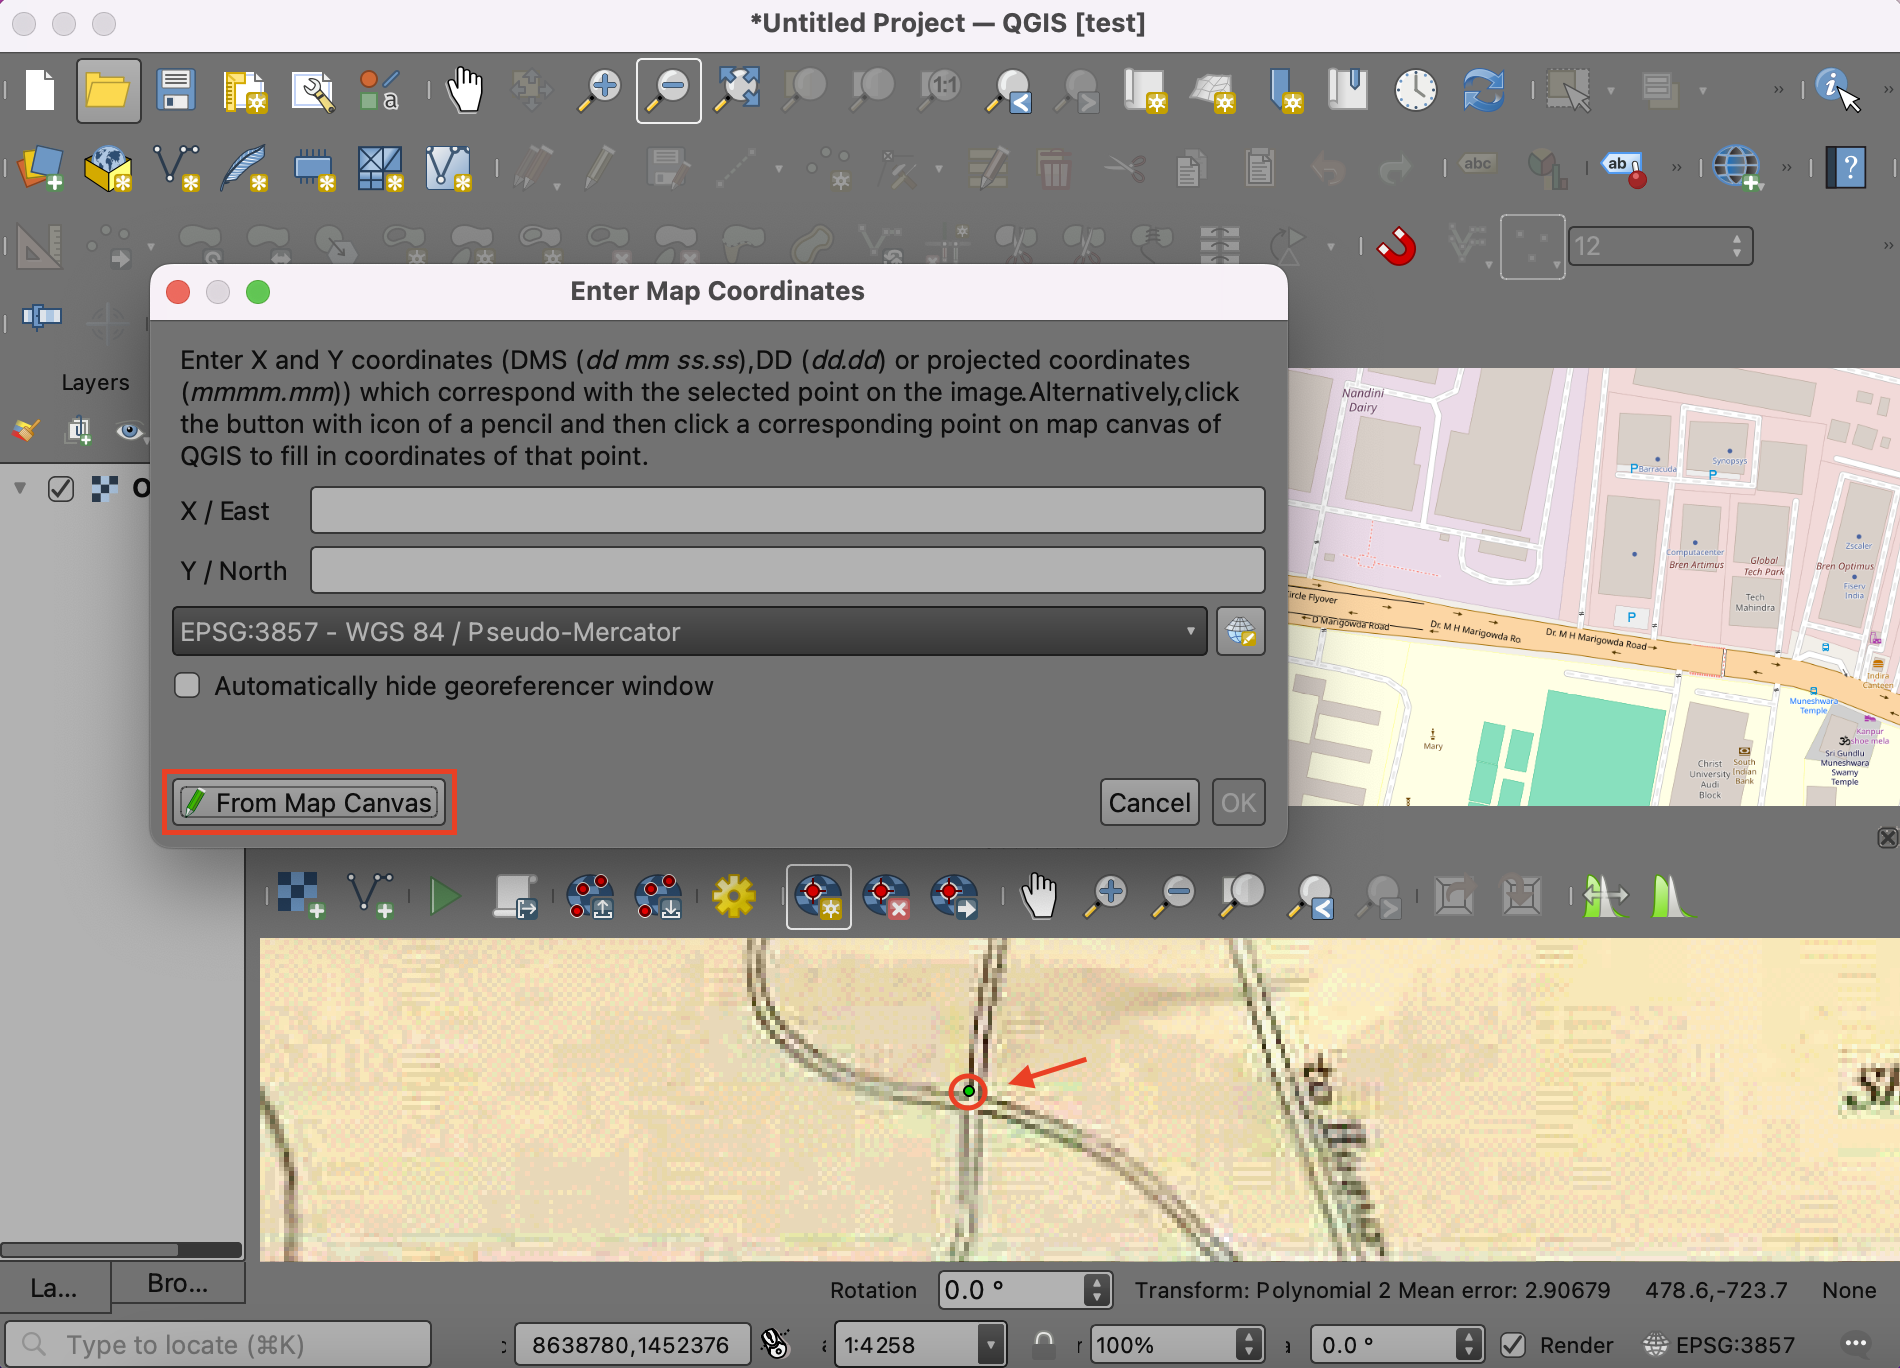 *Untitled Project — QGIS [test]
1:1
abc
ab
?
12
Layers
O
Enter Map Coordinates
Enter X and Y coordinates (DMS (dd mm ss.ss),DD (dd.dd) or projected coordinates
(mmmm.mm)) which correspond with the selected point on the image.Alternatively,click
the button with icon of a pencil and then click a corresponding point on map canvas of
QGIS to fill in coordinates of that point.
X / East
Y / North
EPSG:3857 - WGS 84 / Pseudo-Mercator
Automatically hide georeferencer window
From Map Canvas
Cancel
OK
Nandini
Dairy
P Barracuda
Synopsys
P
Computacenter
Bren Artimus
Global
Tech Park
Zscaler
Bren Optimus
Fiserv
India
Tech
Mahindra
P
Circle Flyover
D Marigowda Road
Dr. M H Marigowda Ro
Dr. M H Marigowda Road
Indira
Canteen
Muneshwara
Temple
Kanpur
Shoe mela
Mary
Christ
University
Audi
Block
South
Indian
Bank
Sri Gundlu
Muneshwara
Swamy
Temple
Rotation
0.0 °
Transform: Polynomial 2 Mean error: 2.90679
478.6,-723.7
None
La...
Bro...
Type to locate (⌘K)
8638780,1452376
1:4258
100%
0.0 °
Render
EPSG:3857